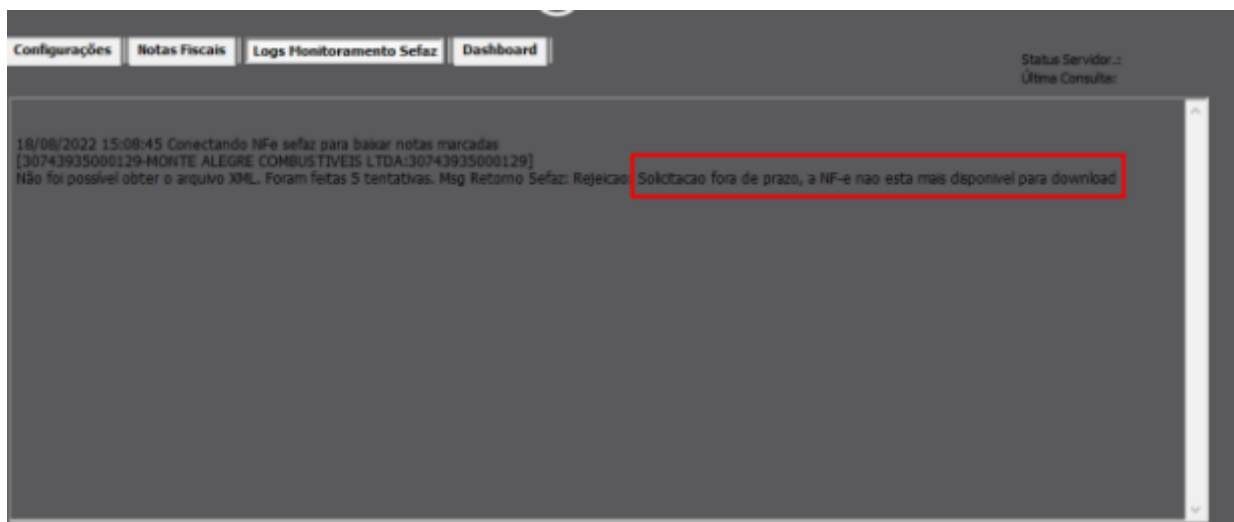 Configurações Notas Fiscais Logs Monitoramento Sefaz Dashboard
Status Servidor..:
Última Consulta:
18/08/2022 15:08:45 Conectando NFe sefaz para baixar notas marcadas
[30743935000129-MONTE ALEGRE COMBUSTIVEIS LTDA:30743935000129]
Não foi possível obter o arquivo XML. Foram feitas 5 tentativas. Msg Retorno Sefaz: Rejeicao: Solicitacao fora de prazo, a NF-e nao esta mais disponivel para download